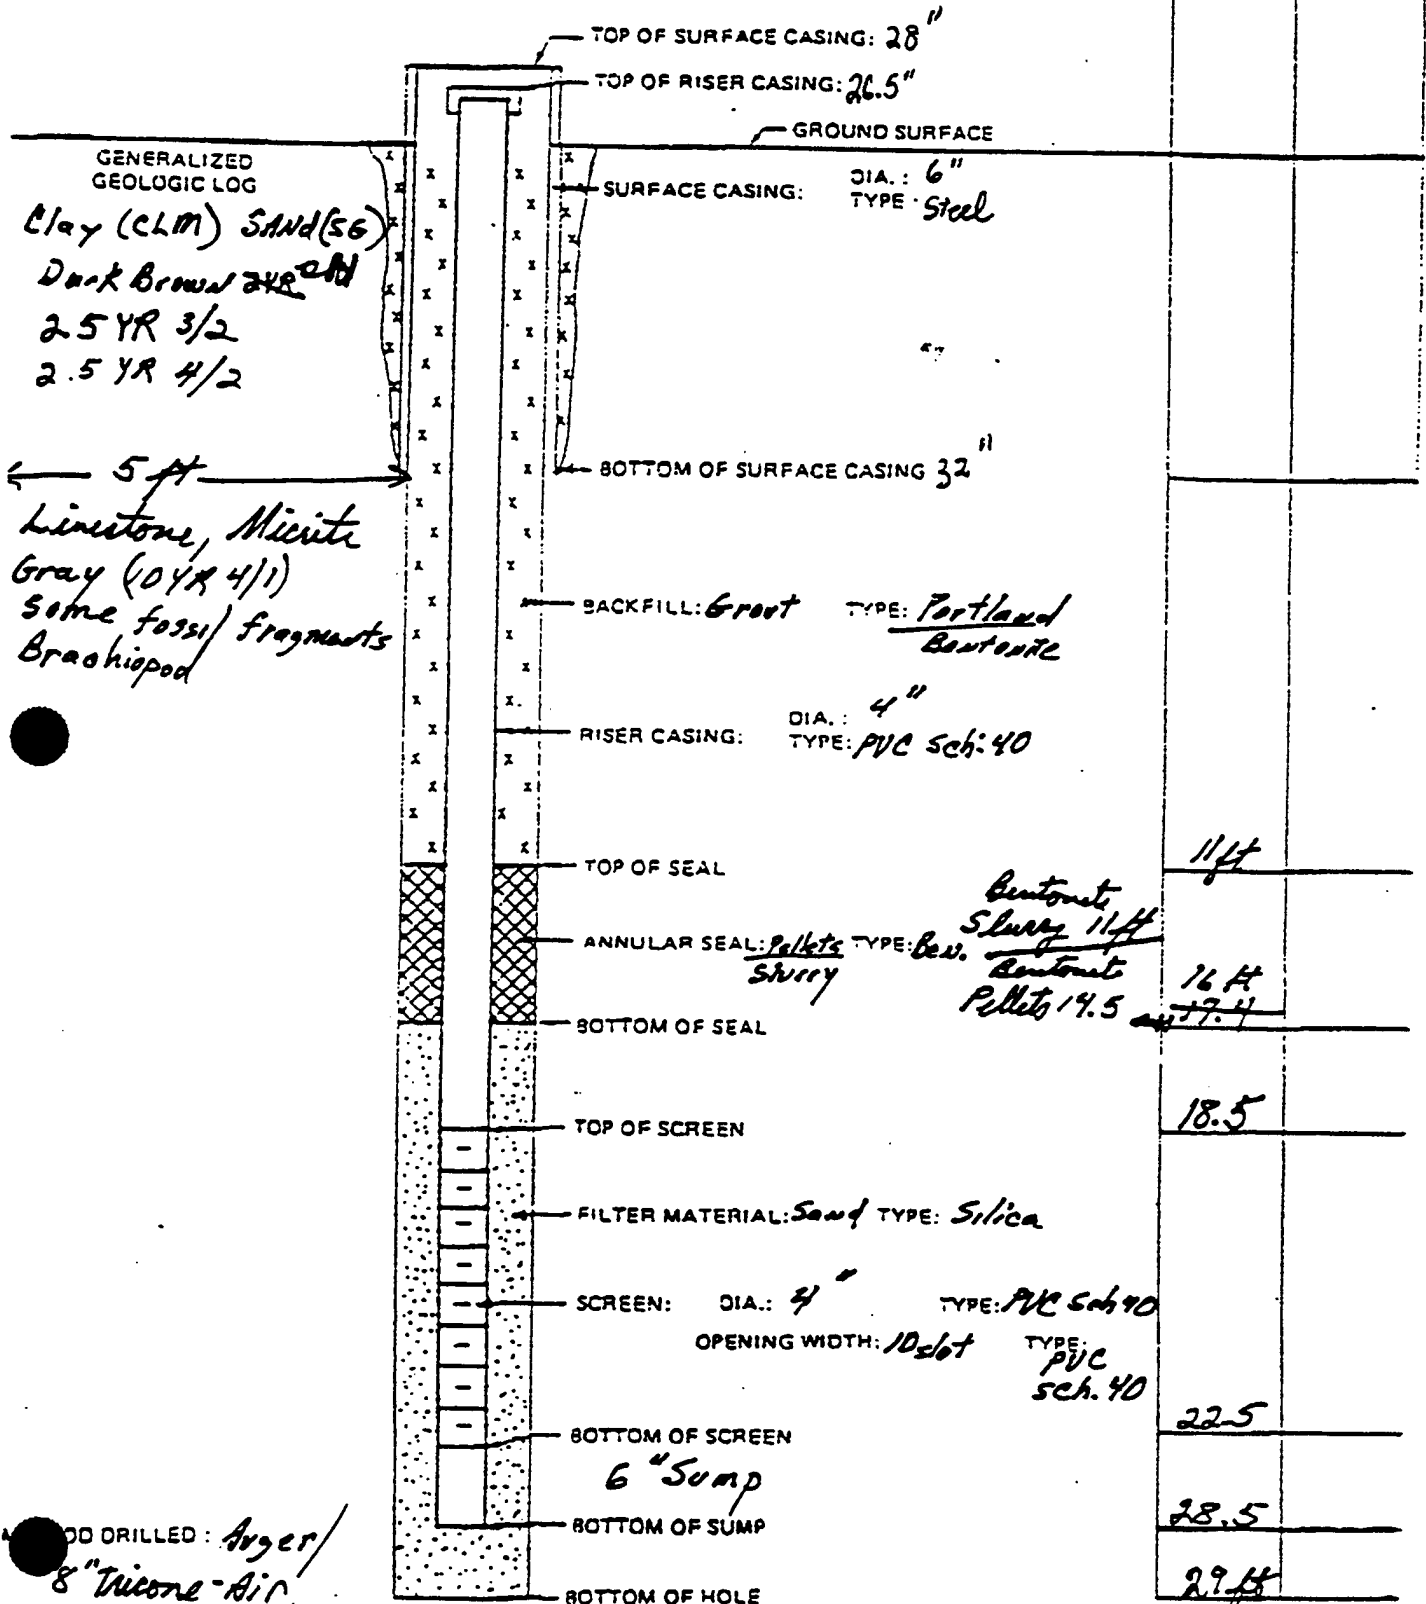 TOP OF SURFACE CASING: 28"
TOP OF RISER CASING: 26.5"
GROUND SURFACE
GENERALIZED
GEOLOGIC LOG
Clay (CLM) SANd(SG)
Dark Brown
2.5 YR 3/2
2.5 YR 4/2
SURFACE CASING: DIA.: 6"
TYPE: Steel
5 ft
BOTTOM OF SURFACE CASING 32"
Limestone, Micrite
Gray (10YR 4/1)
some fossil fragments
Brachiopod
BACKFILL: Grout TYPE: Portland
Bentonite
RISER CASING: DIA.: 4"
TYPE: PVC Sch: 40
TOP OF SEAL 11ft
ANNULAR SEAL: Pellets TYPE: Ben.
Slurry
Bentonite
Slurry 11ft
Bentonite
Pellets 14.5
16 ft
17.4
BOTTOM OF SEAL
TOP OF SCREEN 18.5
FILTER MATERIAL: Sand TYPE: Silica
SCREEN: DIA.: 4" TYPE: PVC Sch 40
OPENING WIDTH: 10 slot TYPE:
PVC
sch. 40
BOTTOM OF SCREEN 22.5
6" Sump
BOTTOM OF SUMP 28.5
OD DRILLED: Auger/
8" Tricone-Air
BOTTOM OF HOLE 29 ft